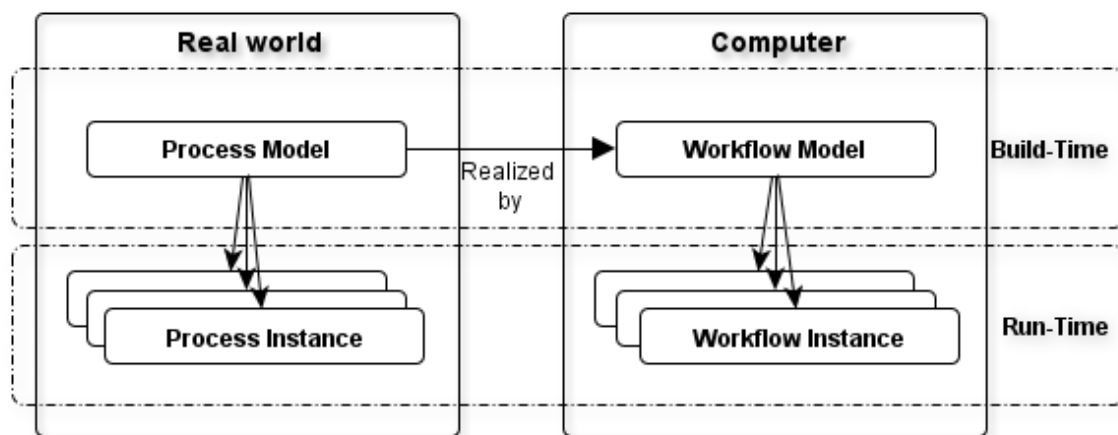 Real world
Computer
Process Model
Realized
by
Workflow Model
Build-Time
Process Instance
Workflow Instance
Run-Time